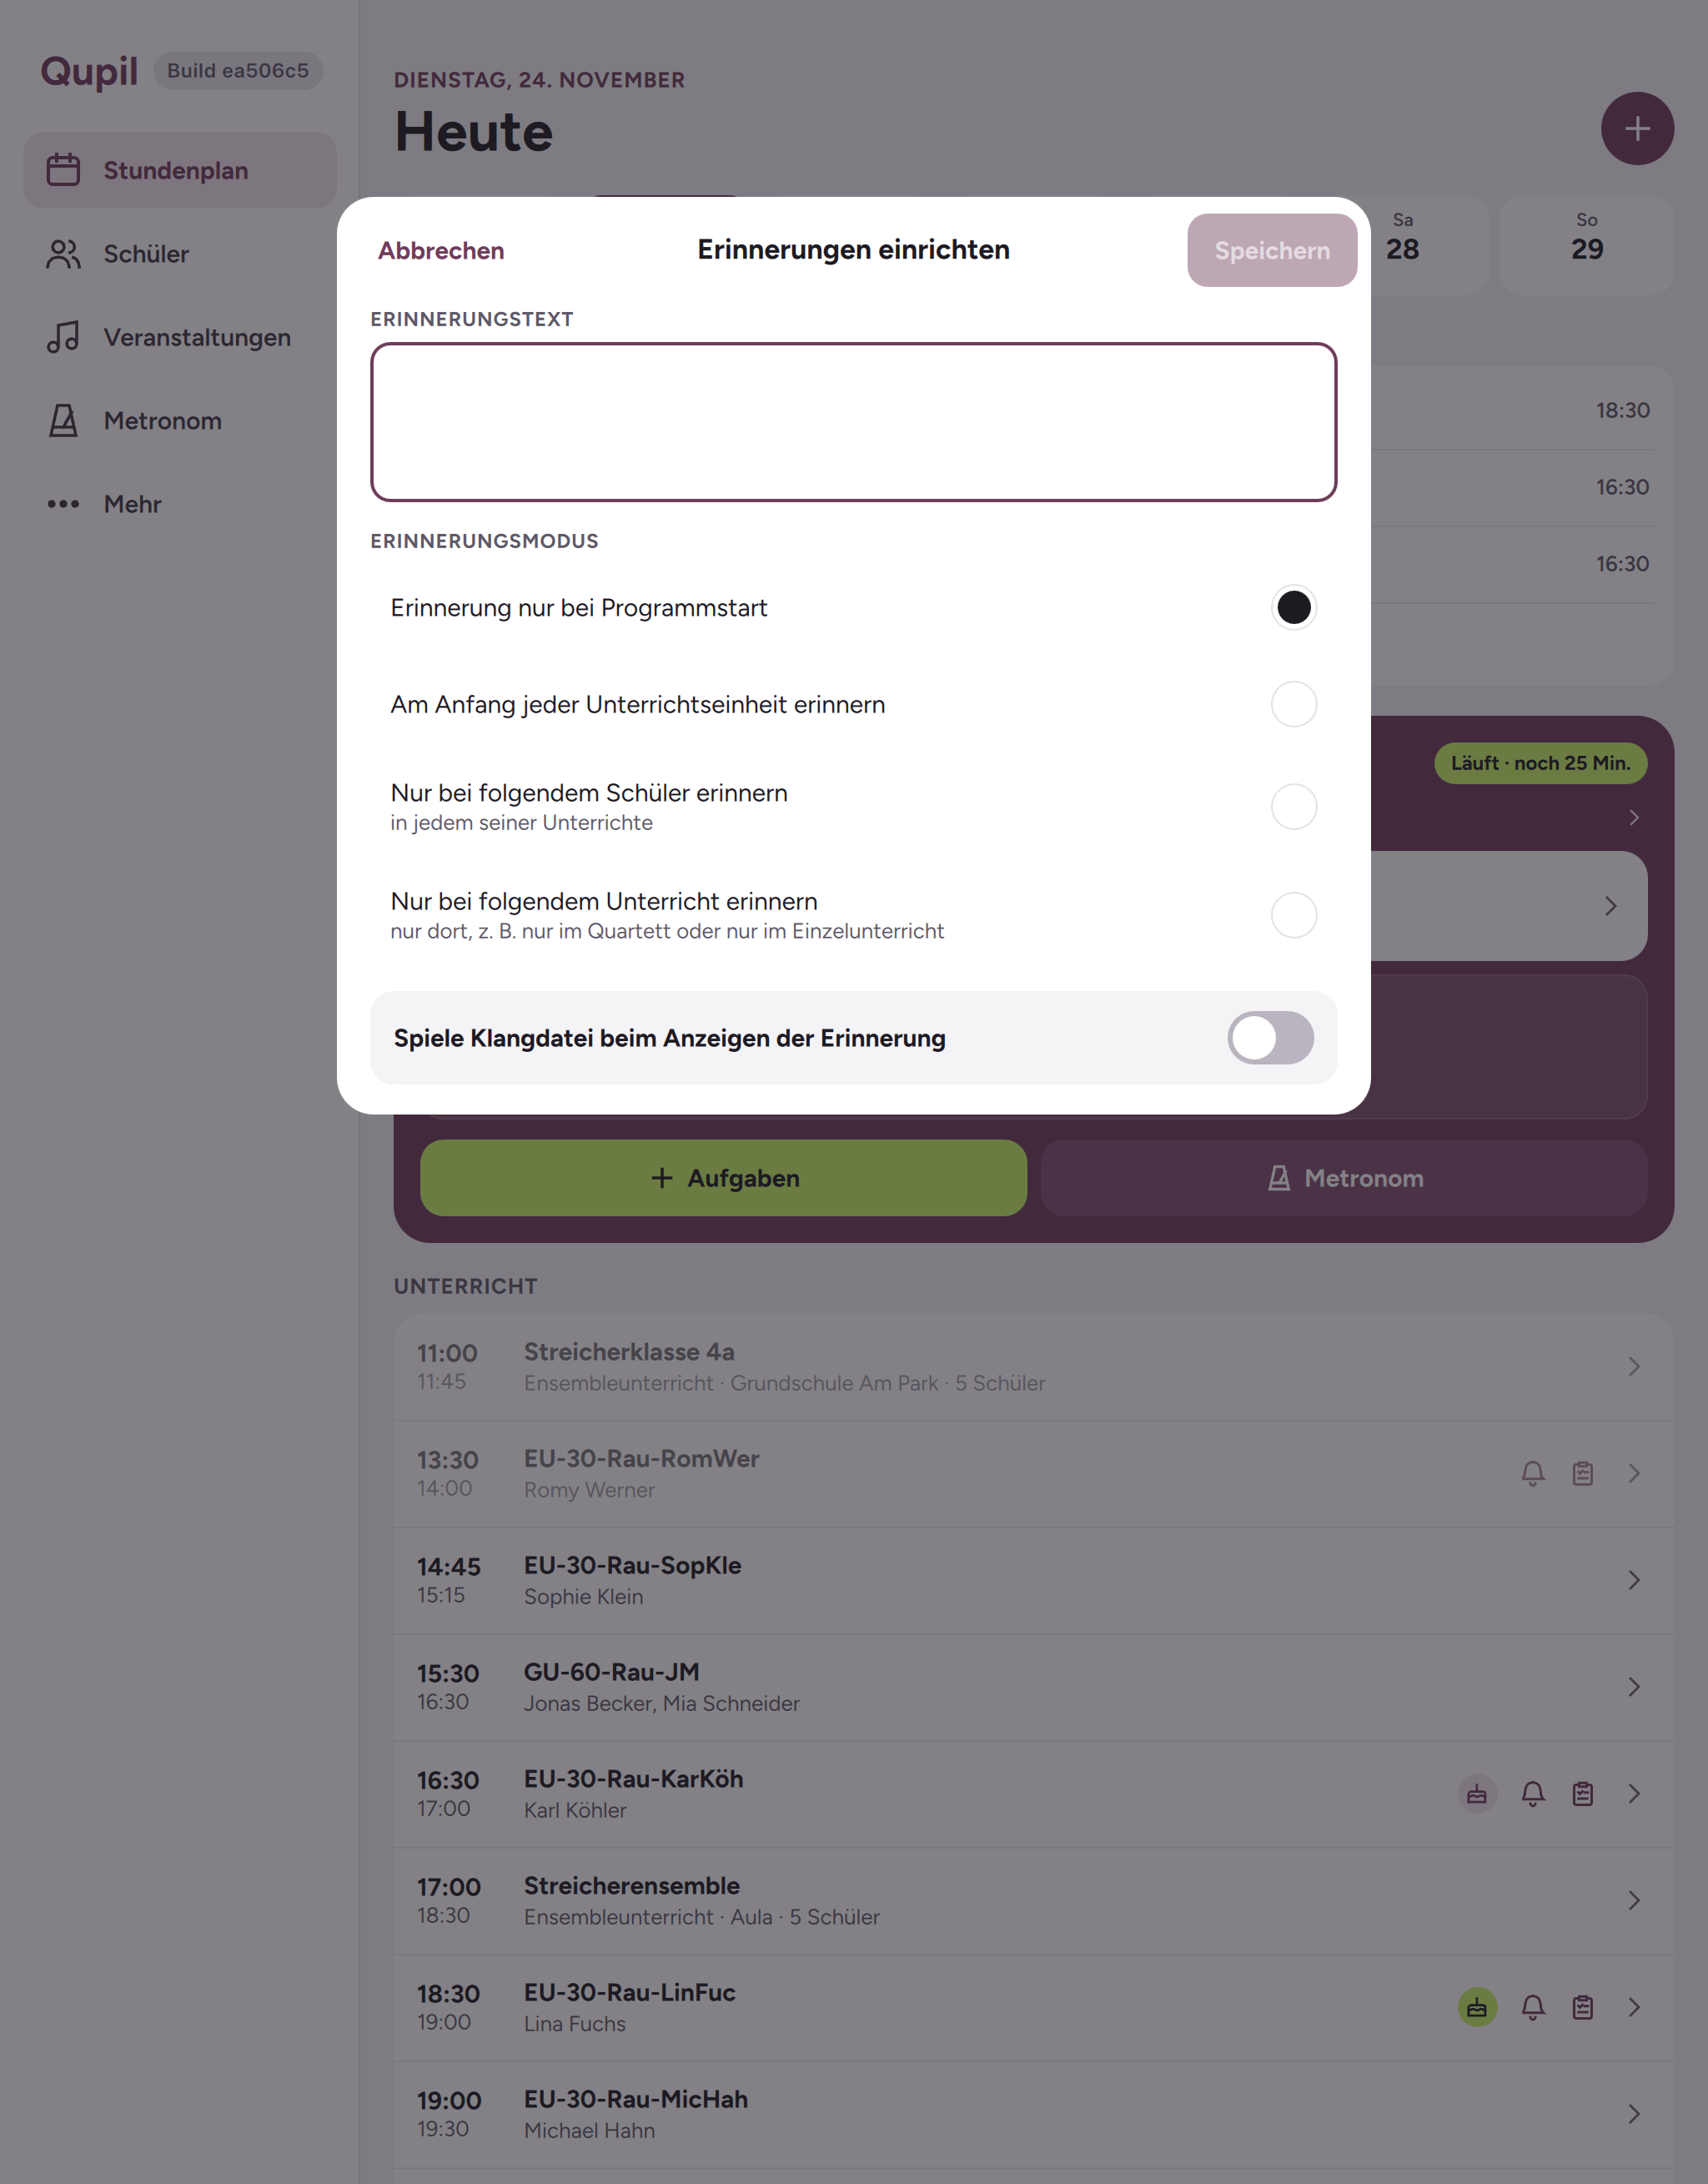 Qupil
Build ea506c5
Stundenplan
Schüler
Veranstaltungen
Metronom
Mehr
DIENSTAG, 24. NOVEMBER
Heute
Sa
28
So
29
Abbrechen
Erinnerungen einrichten
Speichern
ERINNERUNGSTEXT
ERINNERUNGSMODUS
Erinnerung nur bei Programmstart
Am Anfang jeder Unterrichtseinheit erinnern
Nur bei folgendem Schüler erinnern
in jedem seiner Unterrichte
Nur bei folgendem Unterricht erinnern
nur dort, z. B. nur im Quartett oder nur im Einzelunterricht
Spiele Klangdatei beim Anzeigen der Erinnerung
18:30
16:30
16:30
Läuft · noch 25 Min.
Aufgaben
Metronom
UNTERRICHT
11:00
11:45
Streicherklasse 4a
Ensembleunterricht · Grundschule Am Park · 5 Schüler
13:30
14:00
EU-30-Rau-RomWer
Romy Werner
14:45
15:15
EU-30-Rau-SopKle
Sophie Klein
15:30
16:30
GU-60-Rau-JM
Jonas Becker, Mia Schneider
16:30
17:00
EU-30-Rau-KarKöh
Karl Köhler
17:00
18:30
Streicherensemble
Ensembleunterricht · Aula · 5 Schüler
18:30
19:00
EU-30-Rau-LinFuc
Lina Fuchs
19:00
19:30
EU-30-Rau-MicHah
Michael Hahn